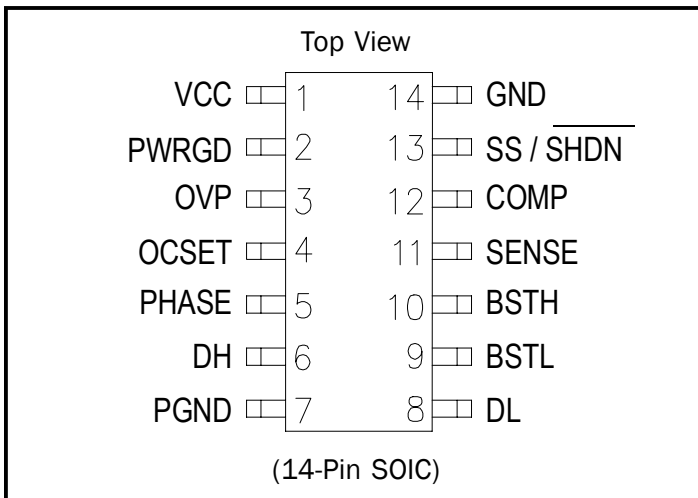 Top View
VCC 1 14 GND
PWRGD 2 13 SS / SHDN
OVP 3 12 COMP
OCSET 4 11 SENSE
PHASE 5 10 BSTH
DH 6 9 BSTL
PGND 7 8 DL
(14-Pin SOIC)